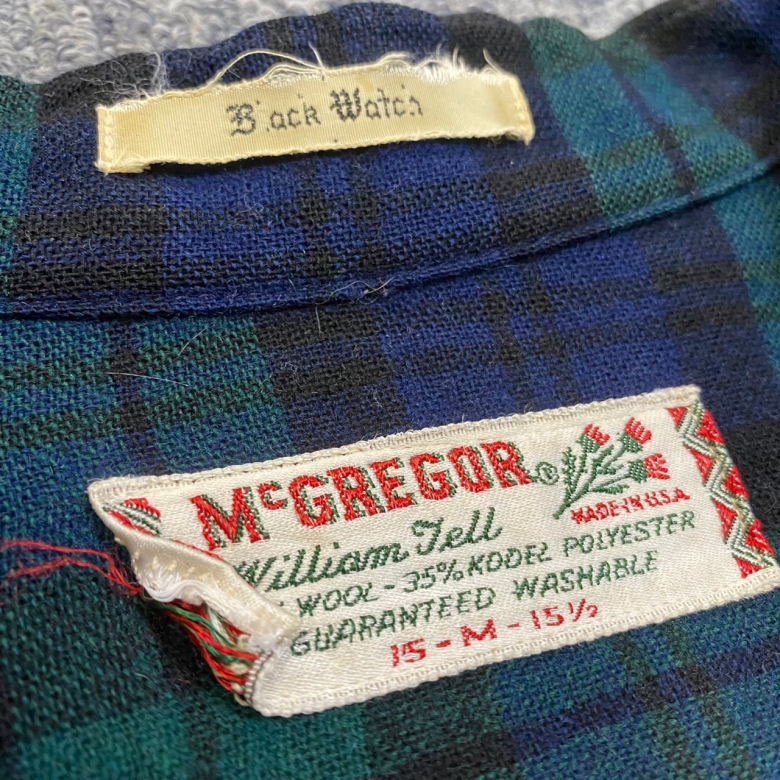 Black Watch
McGREGOR®
MADE IN U.S.A.
William Tell
WOOL - 35% KODEL POLYESTER
GUARANTEED WASHABLE
15 - M - 15½